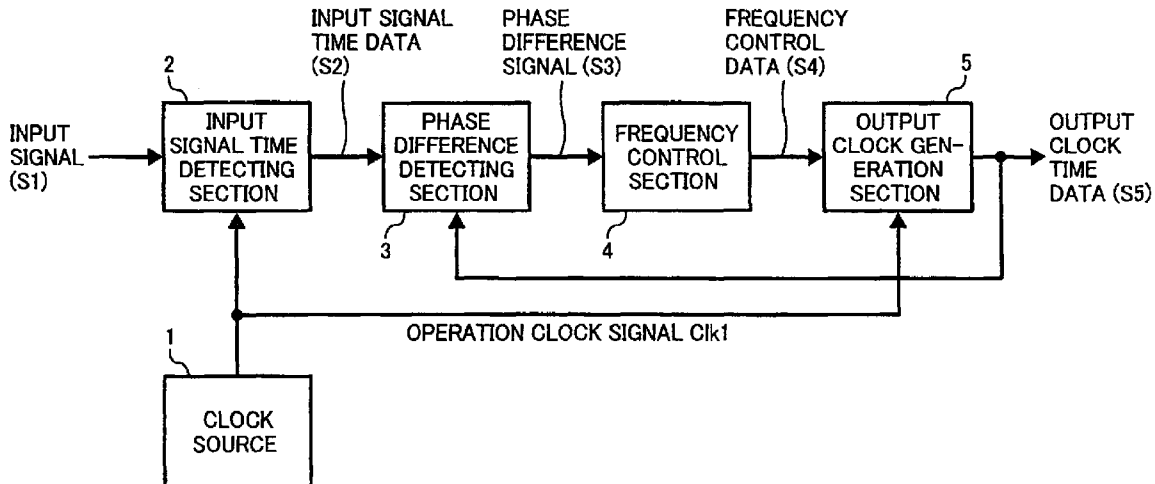 INPUT SIGNAL
TIME DATA
(S2)
PHASE
DIFFERENCE
SIGNAL (S3)
FREQUENCY
CONTROL
DATA (S4)
2
5
INPUT
SIGNAL
(S1)
INPUT
SIGNAL TIME
DETECTING
SECTION
PHASE
DIFFERENCE
DETECTING
SECTION
FREQUENCY
CONTROL
SECTION
OUTPUT
CLOCK GEN-
ERATION
SECTION
OUTPUT
CLOCK
TIME
DATA (S5)
3
4
OPERATION CLOCK SIGNAL Clk1
1
CLOCK
SOURCE